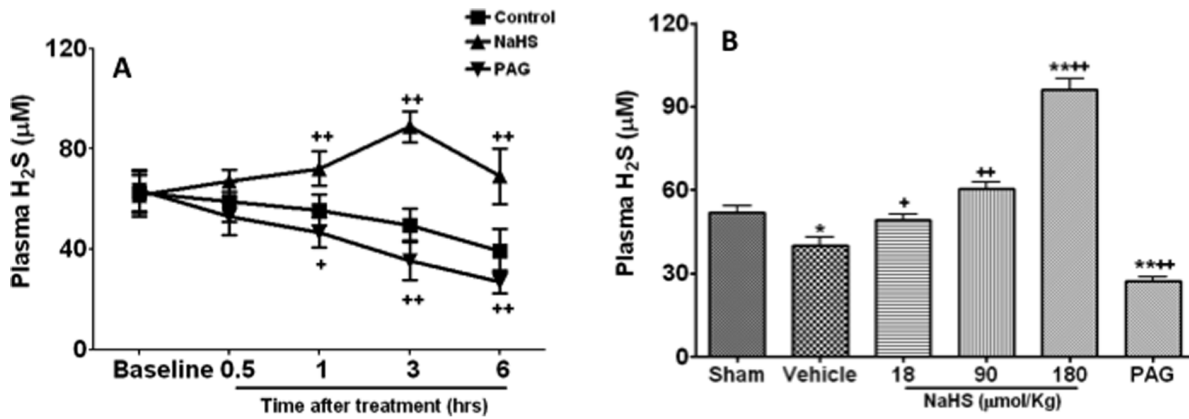 A
Control
NaHS
PAG
Plasma H₂S (μM)
120
80
40
0
++
++
++
+
++
++
Baseline 0.5 1 3 6
Time after treatment (hrs)
B
Plasma H₂S (μM)
120
90
60
30
0
*
+
++
**++
**++
Sham Vehicle 18 90 180 PAG
NaHS (μmol/Kg)